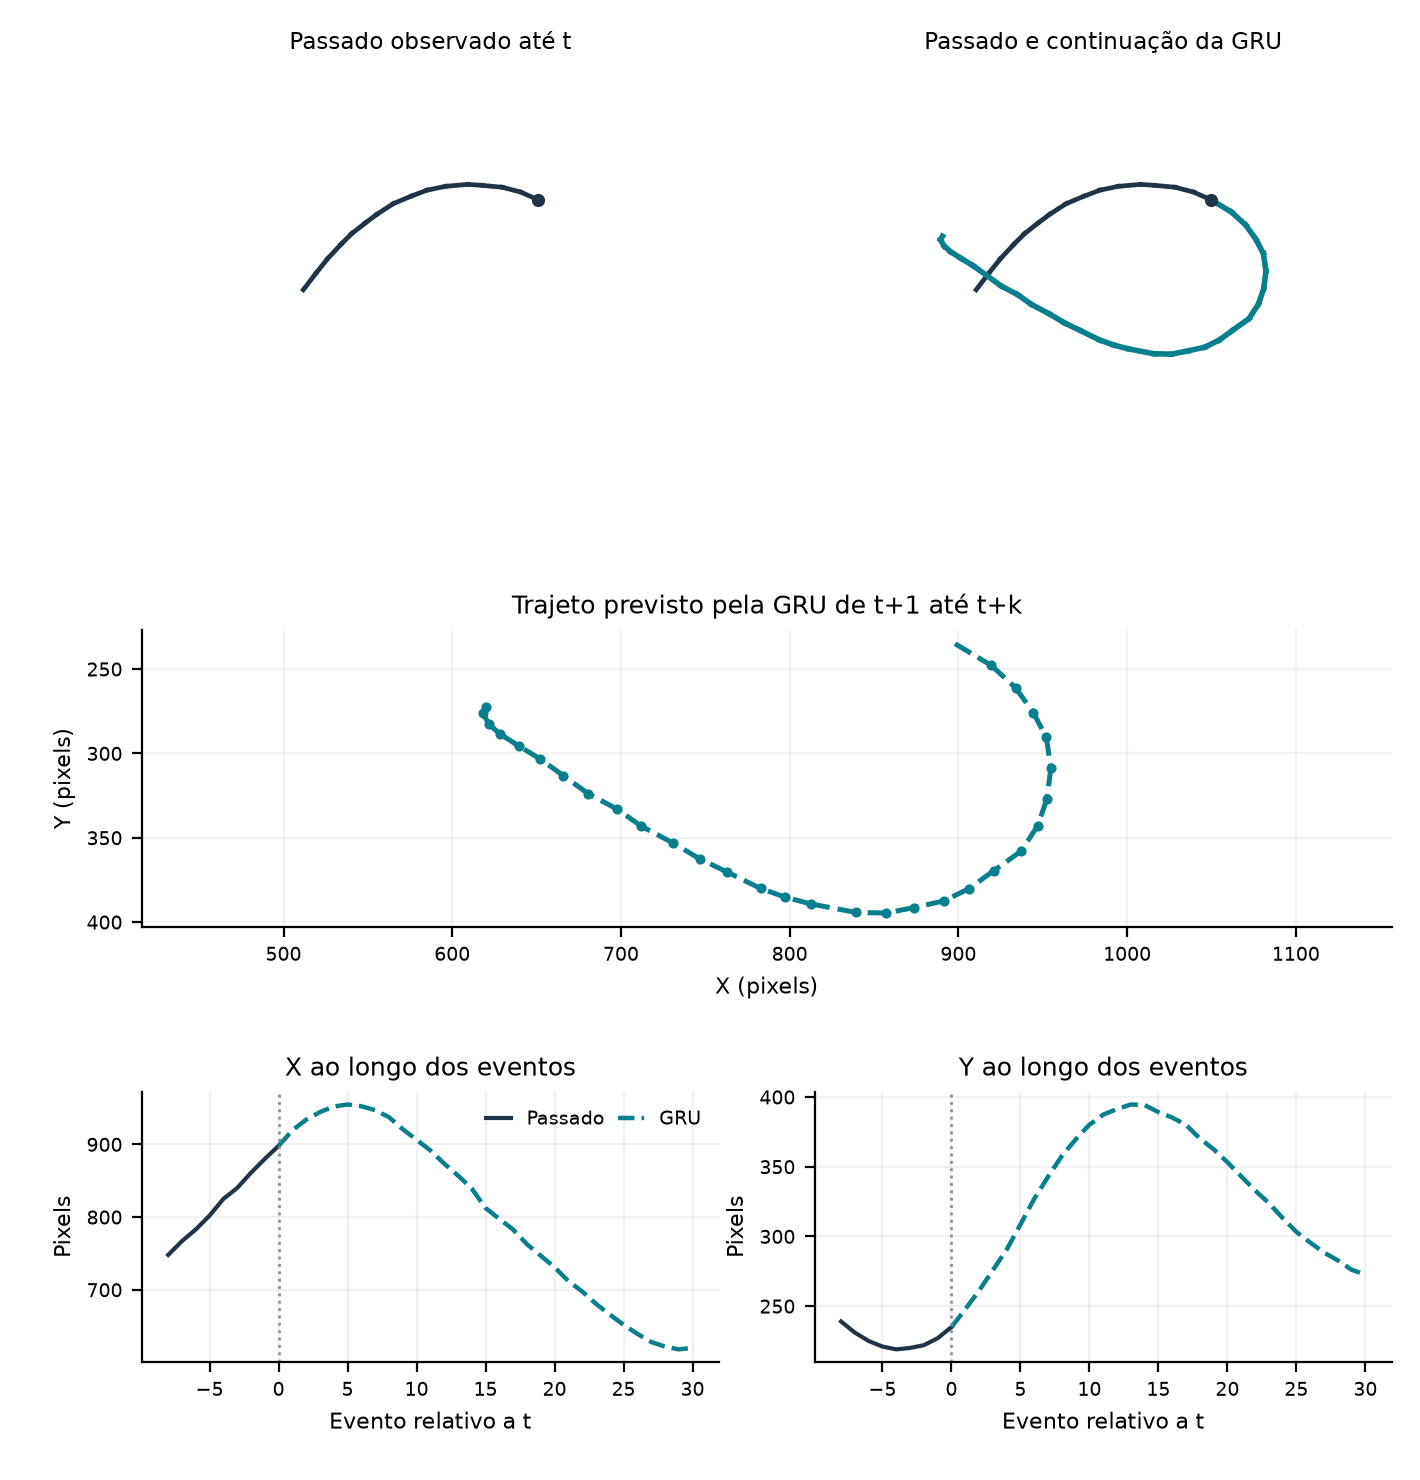 Passado observado até t
Passado e continuação da GRU
Trajeto previsto pela GRU de t+1 até t+k
Y (pixels)
250
300
350
400
500
600
700
800
900
1000
1100
X (pixels)
X ao longo dos eventos
Passado
GRU
Pixels
900
800
700
−5
0
5
10
15
20
25
30
Evento relativo a t
Y ao longo dos eventos
Pixels
400
350
300
250
−5
0
5
10
15
20
25
30
Evento relativo a t